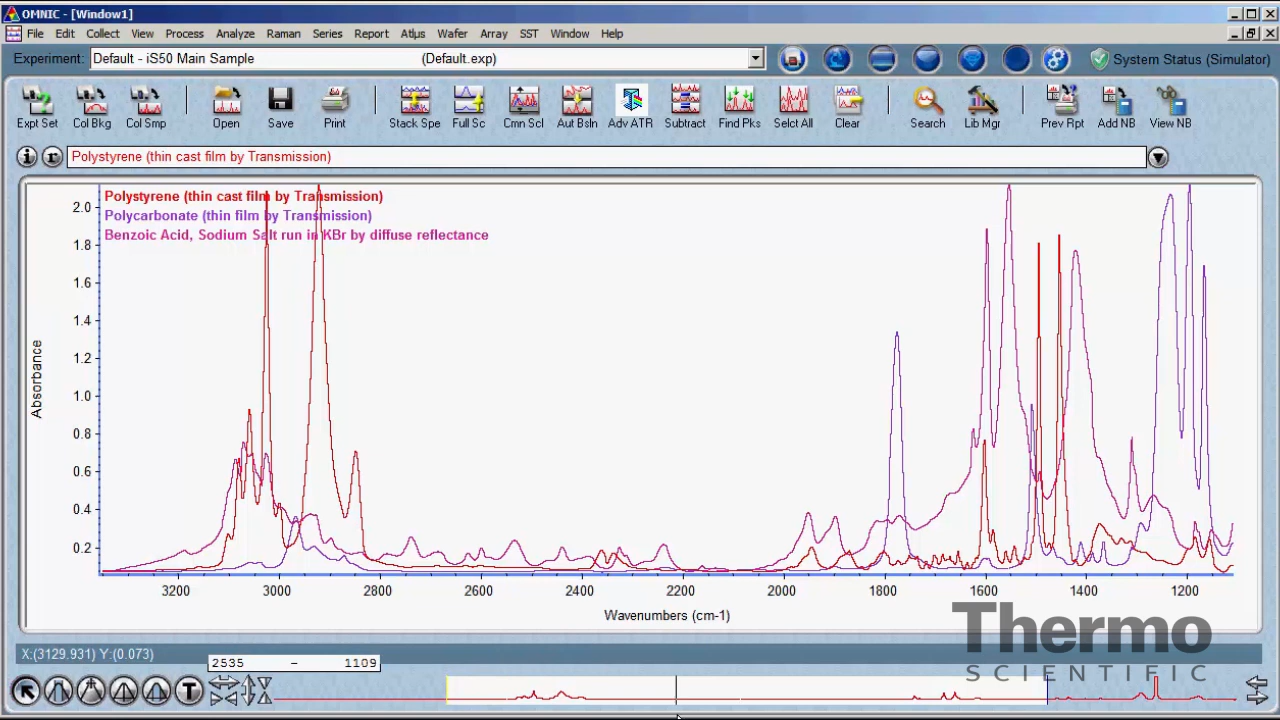 OMNIC - [Window1]
File Edit Collect View Process Analyze Raman Series Report Atlμs Wafer Array SST Window Help
Experiment: Default - iS50 Main Sample (Default.exp) System Status (Simulator)
Expt Set Col Bkg Col Smp Open Save Print Stack Spe Full Sc Cmn Scl Aut Bsln Adv ATR Subtract Find Pks Selct All Clear Search Lib Mgr Prev Rpt Add NB View NB
i r Polystyrene (thin cast film by Transmission)
Polystyrene (thin cast film by Transmission)
Polycarbonate (thin film by Transmission)
Benzoic Acid, Sodium Salt run in KBr by diffuse reflectance
2.0
1.8
1.6
1.4
1.2
1.0
0.8
0.6
0.4
0.2
Absorbance
3200 3000 2800 2600 2400 2200 2000 1800 1600 1400 1200
Wavenumbers (cm-1)
Thermo
SCIENTIFIC
X:(3129.931) Y:(0.073)
2535 – 1109
T